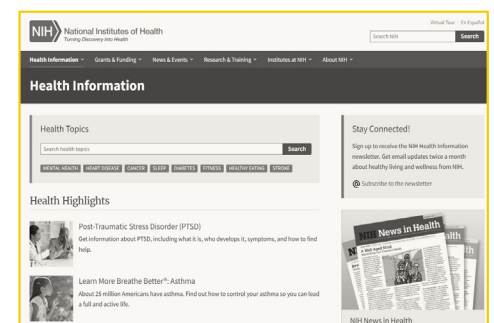 Virtual Tour En Español
NIH National Institutes of Health
Turning Discovery Into Health
Search NIH Search
Health Information Grants & Funding News & Events Research & Training Institutes at NIH About NIH
Health Information
Health Topics
Search health topics Search
MENTAL HEALTH HEART DISEASE CANCER SLEEP DIABETES FITNESS HEALTHY EATING STROKE
Health Highlights
Post-Traumatic Stress Disorder (PTSD)
Get information about PTSD, including what it is, who develops it, symptoms, and how to find
help.
Learn More Breathe Better®: Asthma
About 25 million Americans have asthma. Find out how to control your asthma so you can lead
a full and active life.
Stay Connected!
Sign up to receive the NIH Health Information
newsletter. Get email updates twice a month
about healthy living and wellness from NIH.
Subscribe to the newsletter
NIH News in Health
A Well-Aged Mind
NIH News in Health